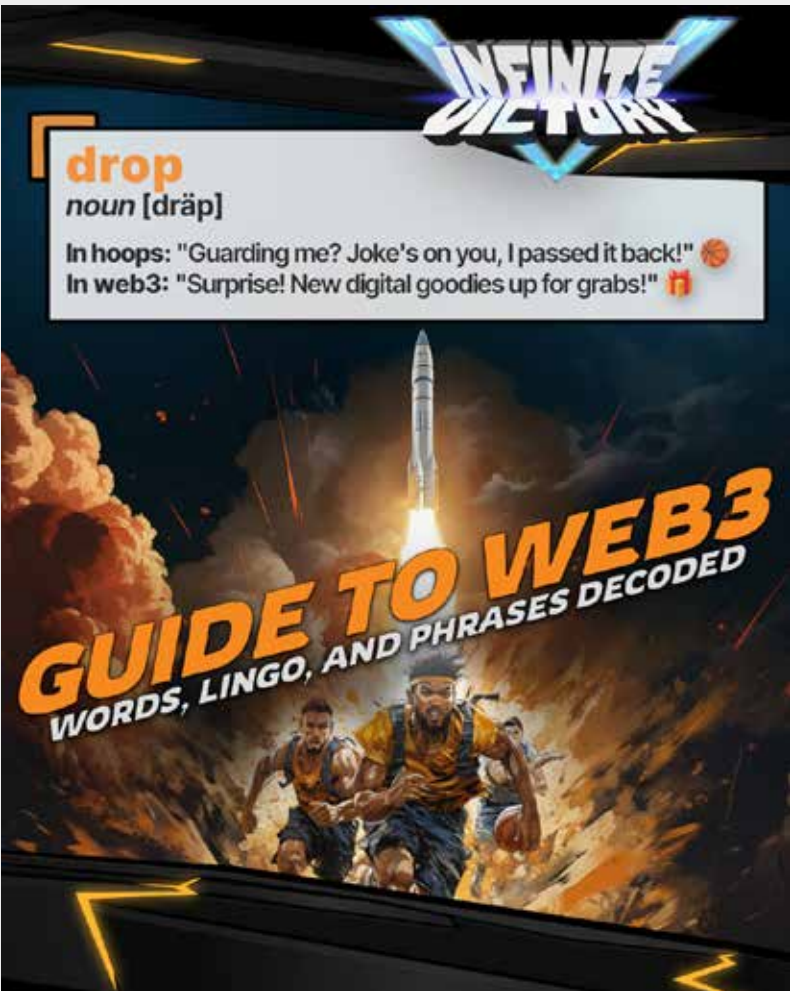 INFINITE
VICTORY
drop
noun [dräp]
In hoops: "Guarding me? Joke's on you, I passed it back!" 🏀
In web3: "Surprise! New digital goodies up for grabs!" 🎁
GUIDE TO WEB3
WORDS, LINGO, AND PHRASES DECODED